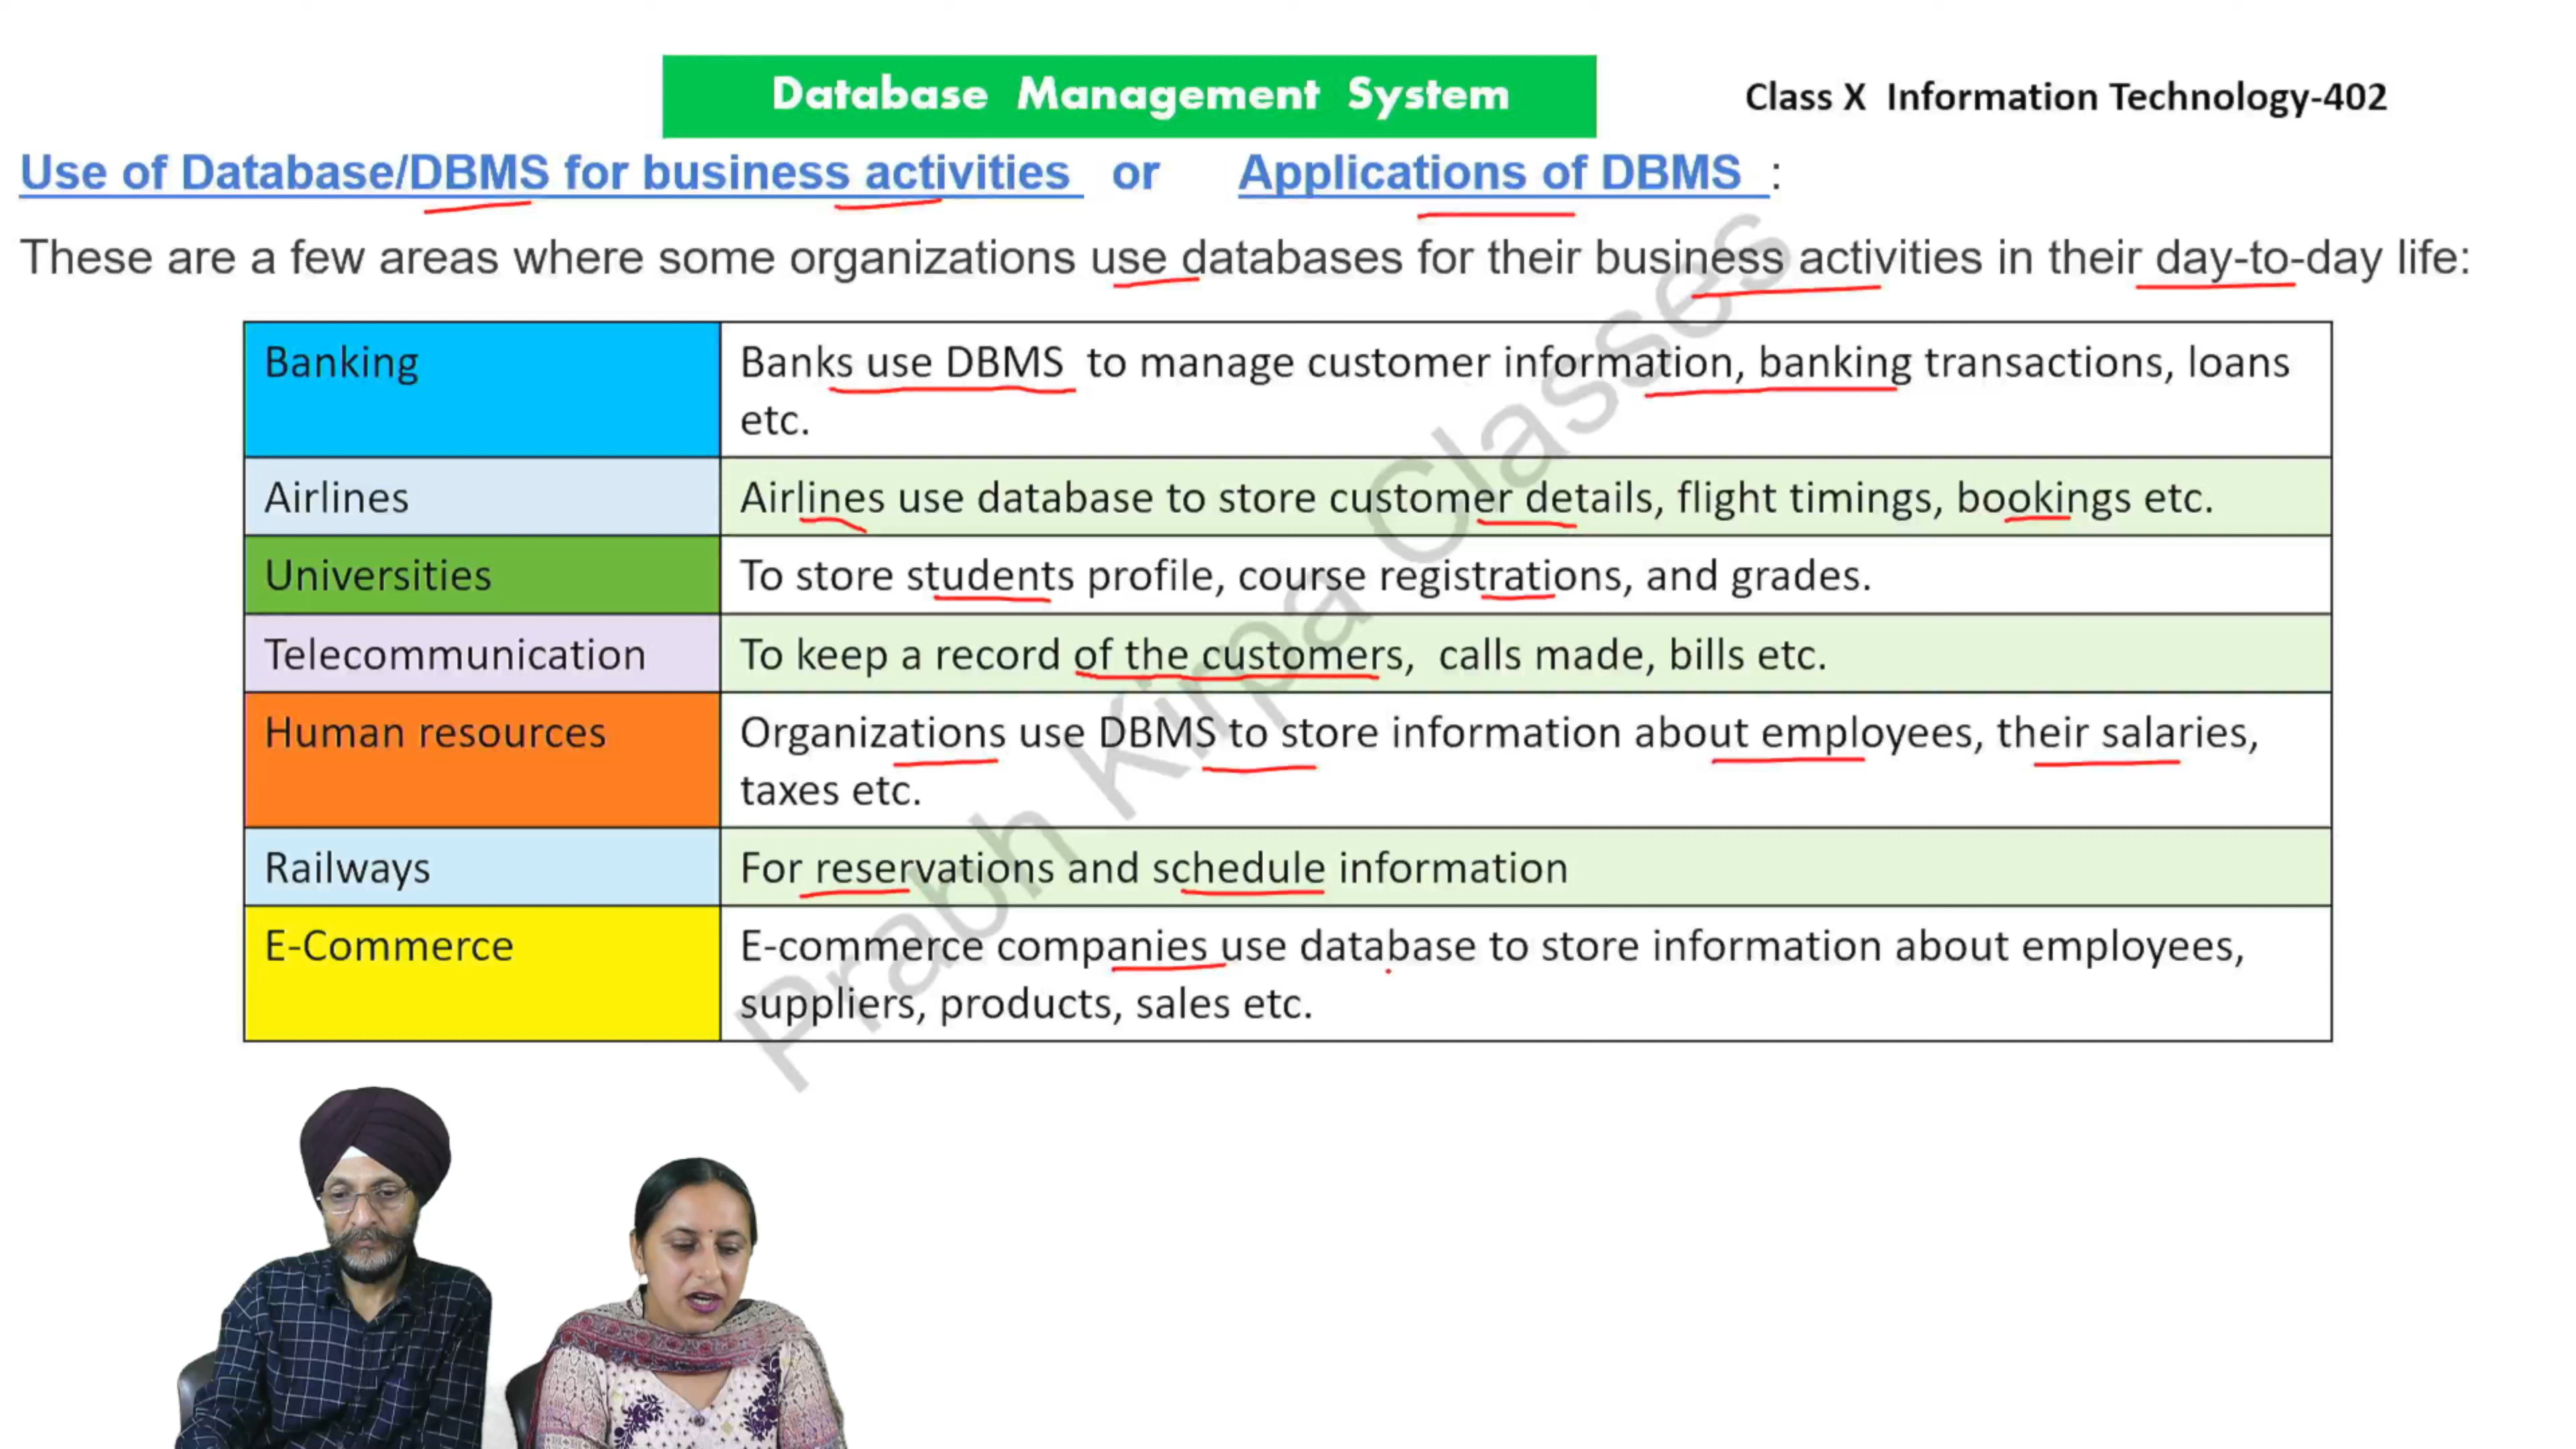 Database Management System
Class X Information Technology-402
Use of Database/DBMS for business activities or Applications of DBMS :
These are a few areas where some organizations use databases for their business activities in their day-to-day life:
Banking
Banks use DBMS to manage customer information, banking transactions, loans
etc.
Airlines
Airlines use database to store customer details, flight timings, bookings etc.
Universities
To store students profile, course registrations, and grades.
Telecommunication
To keep a record of the customers, calls made, bills etc.
Human resources
Organizations use DBMS to store information about employees, their salaries,
taxes etc.
Railways
For reservations and schedule information
E-Commerce
E-commerce companies use database to store information about employees,
suppliers, products, sales etc.
Prabh Kirpa Classes